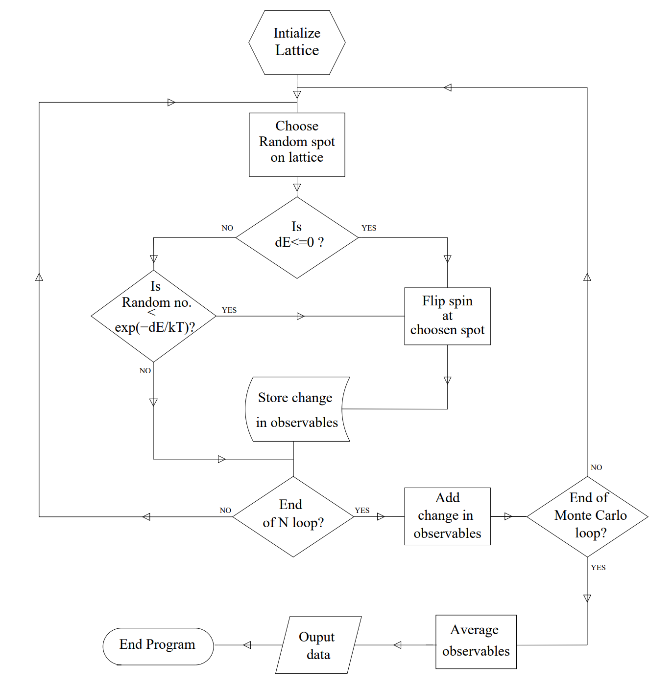 Intialize
Lattice
Choose
Random spot
on lattice
Is
dE<=0 ?
NO
YES
Is
Random no.
<
exp(−dE/kT)?
YES
NO
Flip spin
at
choosen spot
Store change
in observables
End
of N loop?
NO
YES
Add
change in
observables
End of
Monte Carlo
loop?
NO
YES
Average
observables
Ouput
data
End Program